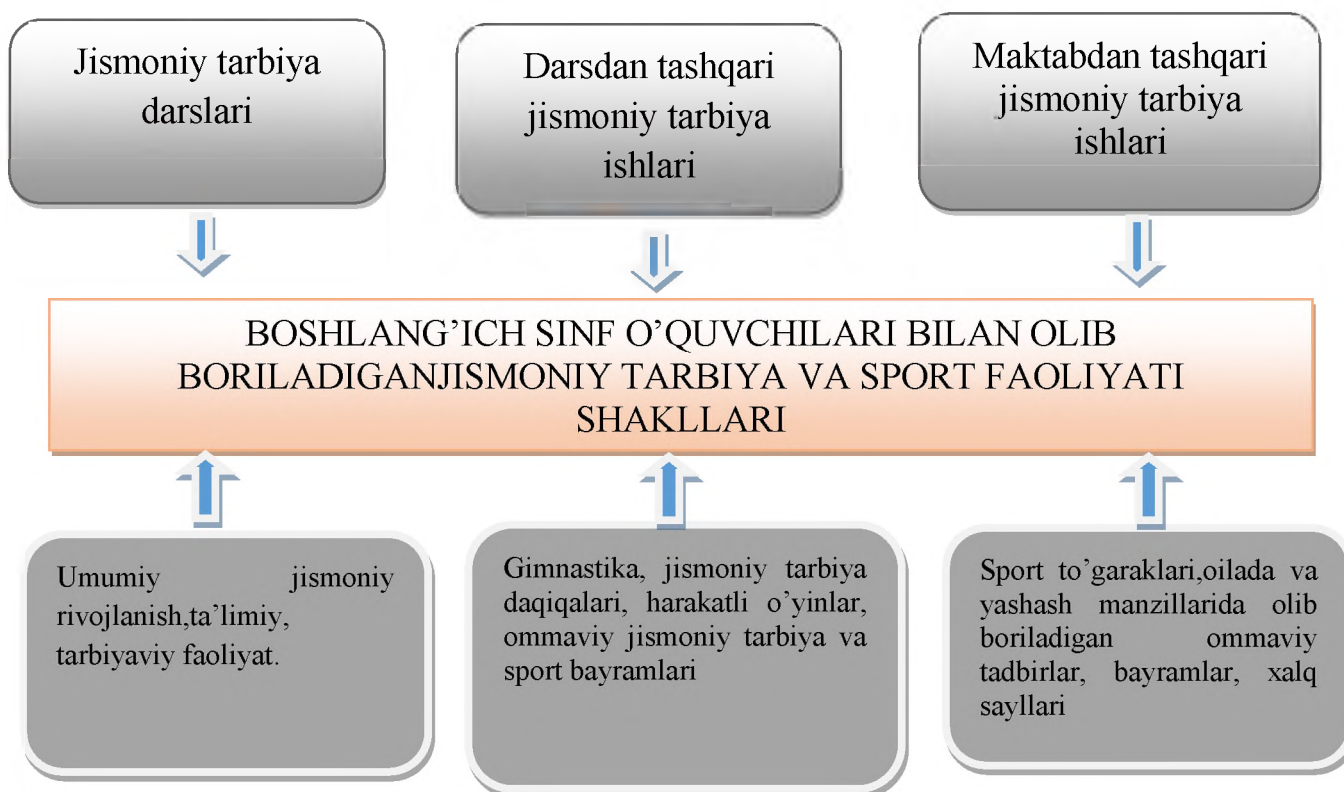 Jismoniy tarbiya
darslari
Darsdan tashqari
jismoniy tarbiya
ishlari
Maktabdan tashqari
jismoniy tarbiya
ishlari
BOSHLANG’ICH SINF O’QUVCHILARI BILAN OLIB
BORILADIGANJISMONIY TARBIYA VA SPORT FAOLIYATI
SHAKLLARI
Umumiy jismoniy
rivojlanish,ta’limiy,
tarbiyaviy faoliyat.
Gimnastika, jismoniy tarbiya
daqiqalari, harakatli o’yinlar,
ommaviy jismoniy tarbiya va
sport bayramlari
Sport to’garaklari,oilada va
yashash manzillarida olib
boriladigan ommaviy
tadbirlar, bayramlar, xalq
sayllari